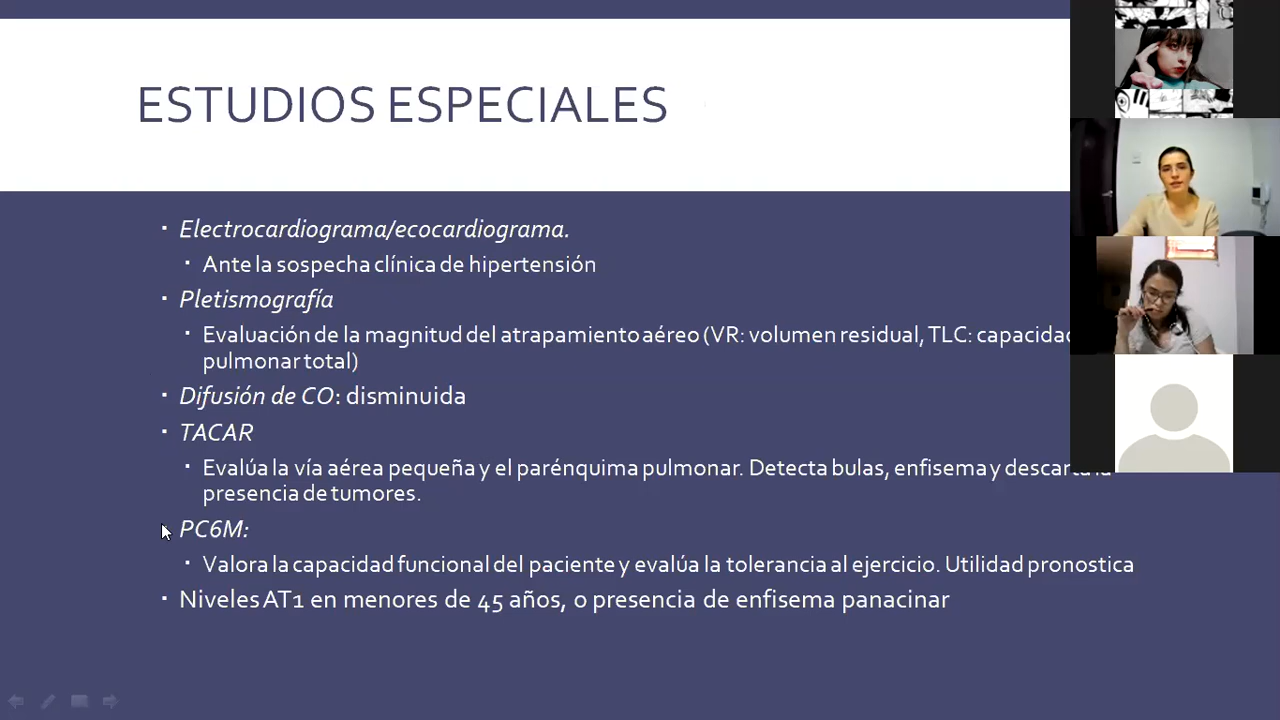 ESTUDIOS ESPECIALES
Electrocardiograma/ecocardiograma.
Ante la sospecha clínica de hipertensión
Pletismografía
Evaluación de la magnitud del atrapamiento aéreo (VR: volumen residual, TLC: capacidad
pulmonar total)
Difusión de CO: disminuida
TACAR
Evalúa la vía aérea pequeña y el parénquima pulmonar. Detecta bulas, enfisema y descarta la
presencia de tumores.
PC6M:
Valora la capacidad funcional del paciente y evalúa la tolerancia al ejercicio. Utilidad pronostica
Niveles AT1 en menores de 45 años, o presencia de enfisema panacinar